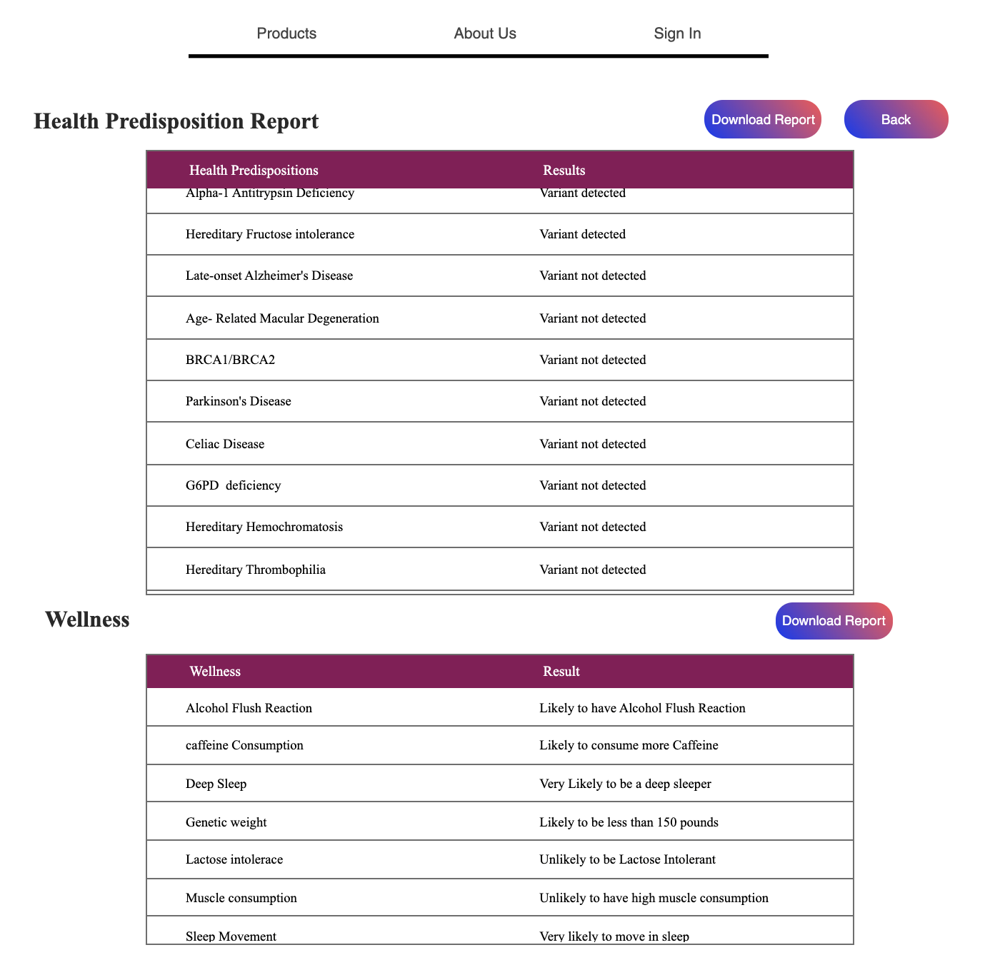 Products About Us Sign In
Health Predisposition Report Download Report Back
Health Predispositions Results
Alpha-1 Antitrypsin Deficiency Variant detected
Hereditary Fructose intolerance Variant detected
Late-onset Alzheimer's Disease Variant not detected
Age- Related Macular Degeneration Variant not detected
BRCA1/BRCA2 Variant not detected
Parkinson's Disease Variant not detected
Celiac Disease Variant not detected
G6PD  deficiency Variant not detected
Hereditary Hemochromatosis Variant not detected
Hereditary Thrombophilia Variant not detected
Wellness Download Report
Wellness Result
Alcohol Flush Reaction Likely to have Alcohol Flush Reaction
caffeine Consumption Likely to consume more Caffeine
Deep Sleep Very Likely to be a deep sleeper
Genetic weight Likely to be less than 150 pounds
Lactose intolerace Unlikely to be Lactose Intolerant
Muscle consumption Unlikely to have high muscle consumption
Sleep Movement Very likely to move in sleep